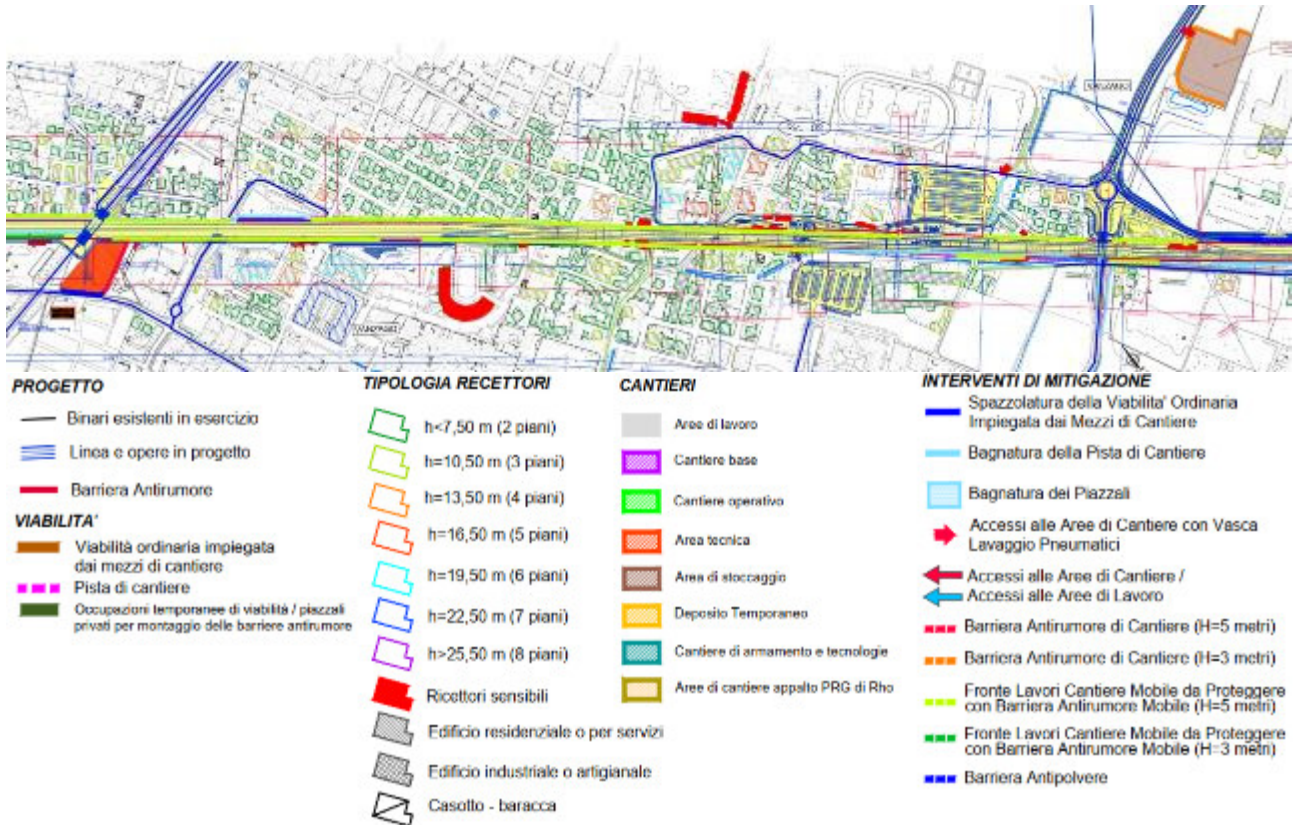 PROGETTO
Binari esistenti in esercizio
Linea e opere in progetto
Barriera Antirumore
VIABILITA'
Viabilità ordinaria impiegata
dai mezzi di cantiere
Pista di cantiere
Occupazioni temporanee di viabilità / piazzali
privati per montaggio delle barriere antirumore
TIPOLOGIA RECETTORI
h<7,50 m (2 piani)
h=10,50 m (3 piani)
h=13,50 m (4 piani)
h=16,50 m (5 piani)
h=19,50 m (6 piani)
h=22,50 m (7 piani)
h>25,50 m (8 piani)
Ricettori sensibili
Edificio residenziale o per servizi
Edificio industriale o artigianale
Casotto - baracca
CANTIERI
Aree di lavoro
Cantiere base
Cantiere operativo
Area tecnica
Area di stoccaggio
Deposito Temporaneo
Cantiere di armamento e tecnologie
Aree di cantiere appalto PRG di Rho
INTERVENTI DI MITIGAZIONE
Spazzolatura della Viabilita' Ordinaria
Impiegata dai Mezzi di Cantiere
Bagnatura della Pista di Cantiere
Bagnatura dei Piazzali
Accessi alle Aree di Cantiere con Vasca
Lavaggio Pneumatici
Accessi alle Aree di Cantiere /
Accessi alle Aree di Lavoro
Barriera Antirumore di Cantiere (H=5 metri)
Barriera Antirumore di Cantiere (H=3 metri)
Fronte Lavori Cantiere Mobile da Proteggere
con Barriera Antirumore Mobile (H=5 metri)
Fronte Lavori Cantiere Mobile da Proteggere
con Barriera Antirumore Mobile (H=3 metri)
Barriera Antipolvere